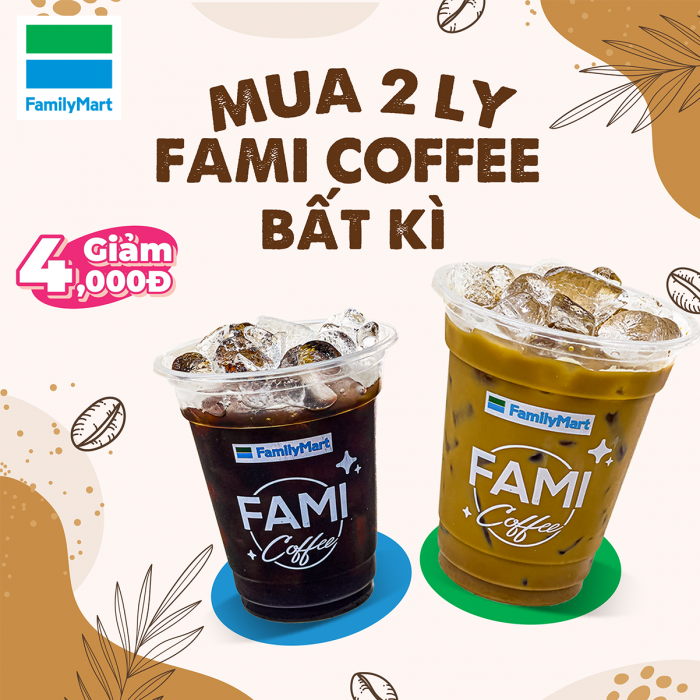 FamilyMart
MUA 2 LY
FAMI COFFEE
BẤT KÌ
Giảm
4,000Đ
FamilyMart
FAMI
Coffee
FamilyMart
FAMI
Coffee